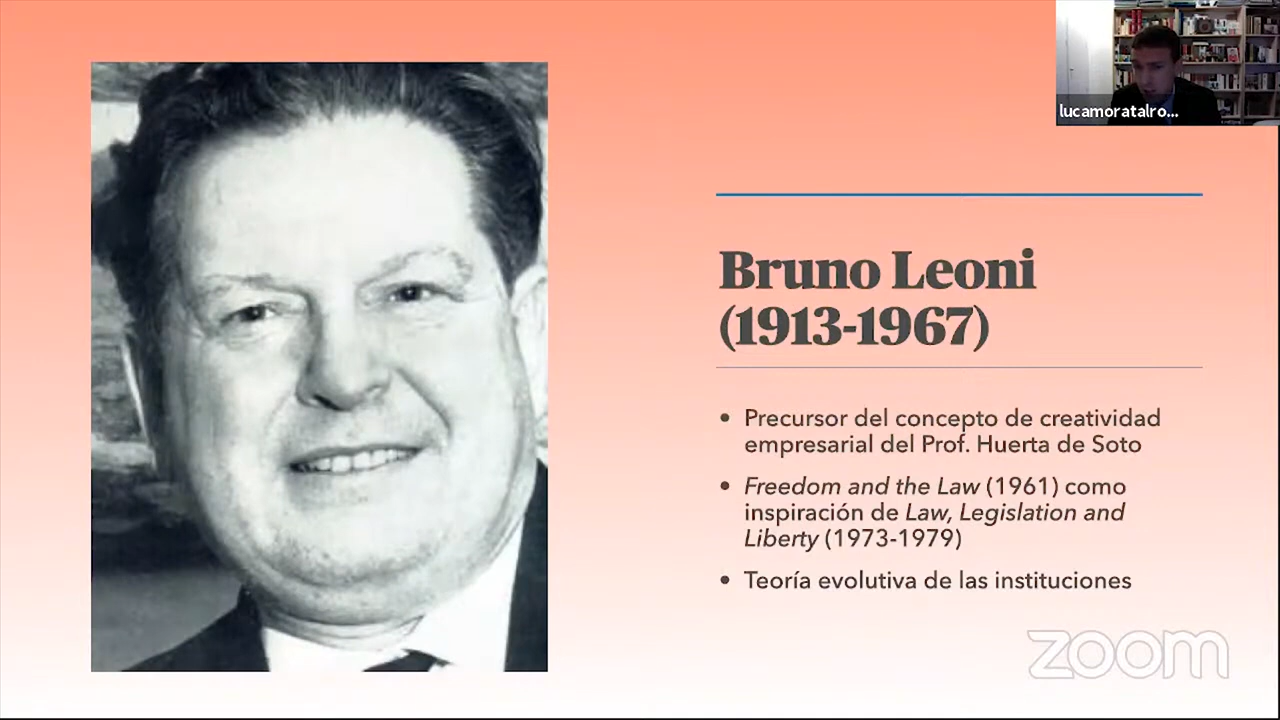 lucamoratalro...
Bruno Leoni
(1913-1967)
• Precursor del concepto de creatividad
empresarial del Prof. Huerta de Soto
• Freedom and the Law (1961) como
inspiración de Law, Legislation and
Liberty (1973-1979)
• Teoría evolutiva de las instituciones
zoom